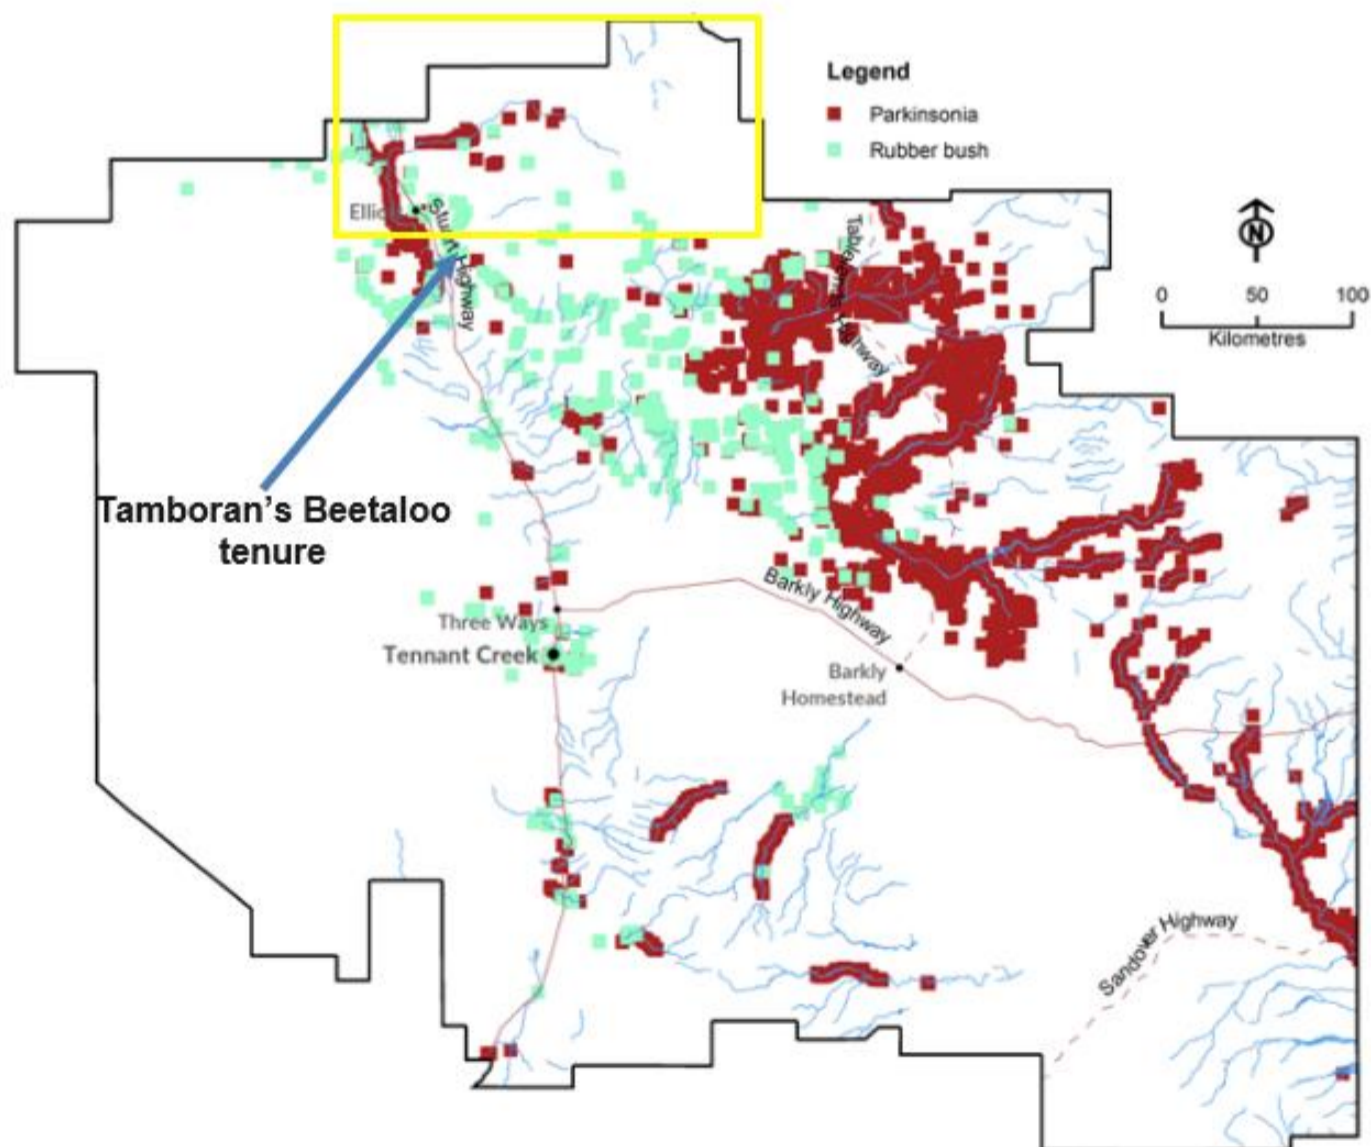 Legend
Parkinsonia
Rubber bush
N
0 50 100
Kilometres
Stuart Highway
Tablelands Highway
Tamboran's Beetaloo
tenure
Barkly Highway
Three Ways
Tennant Creek
Barkly
Homestead
Sandover Highway